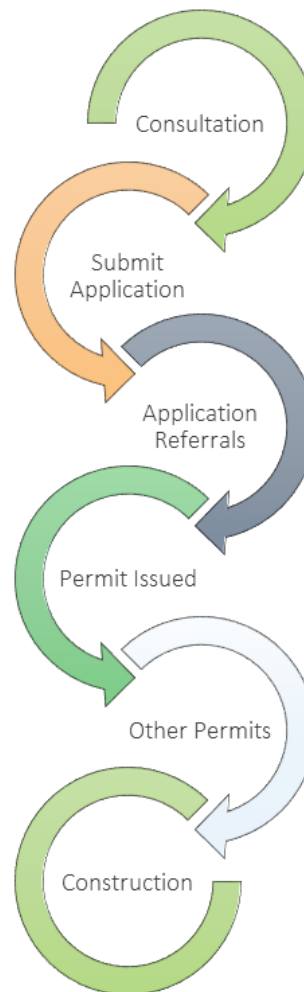 Consultation
Submit
Application
Application
Referrals
Permit Issued
Other Permits
Construction